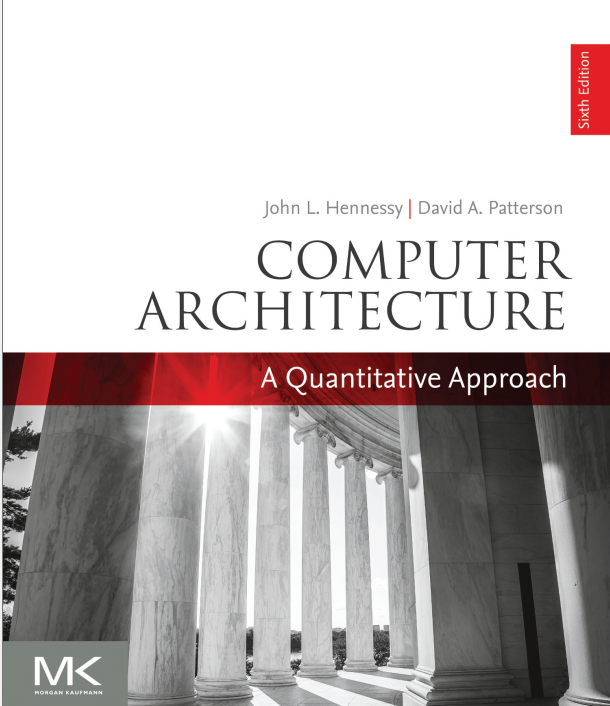 Sixth Edition
John L. Hennessy | David A. Patterson
COMPUTER
ARCHITECTURE
A Quantitative Approach
MK
MORGAN KAUFMANN